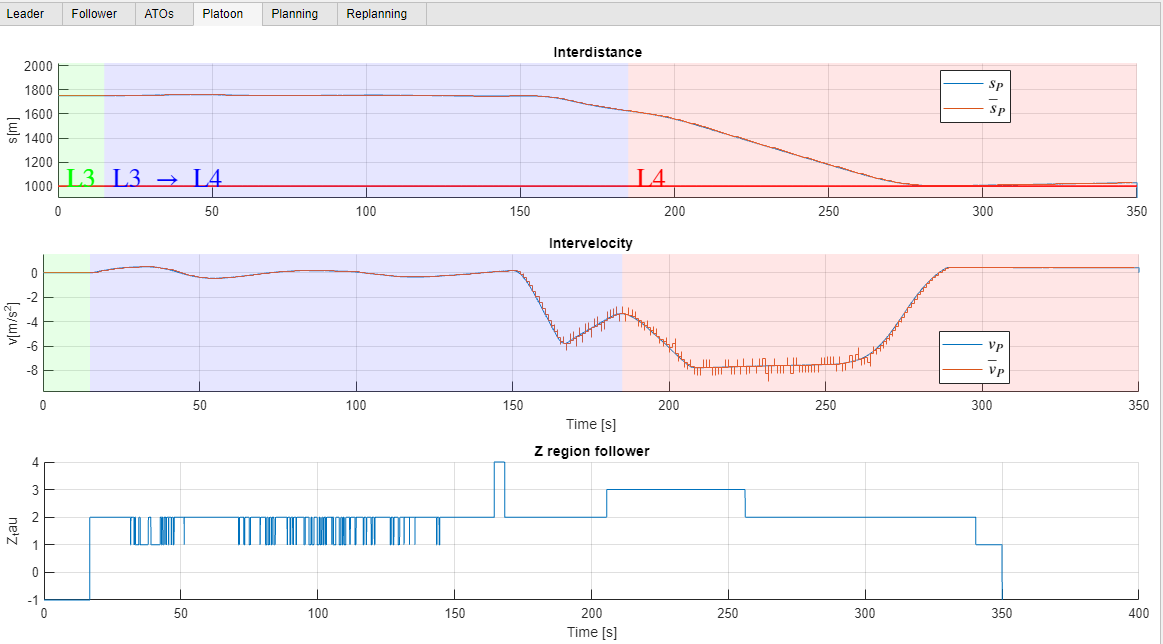 Leader Follower ATOs Platoon Planning Replanning
Interdistance
s[m]
2000
1800
1600
1400
1200
1000
L3 L3 → L4 L4
s_P
s̅_P
0 50 100 150 200 250 300 350
Intervelocity
v[m/s²]
0
-2
-4
-6
-8
v_P
v̅_P
0 50 100 150 200 250 300 350
Time [s]
Z region follower
Z_tau
4
3
2
1
0
-1
0 50 100 150 200 250 300 350 400
Time [s]